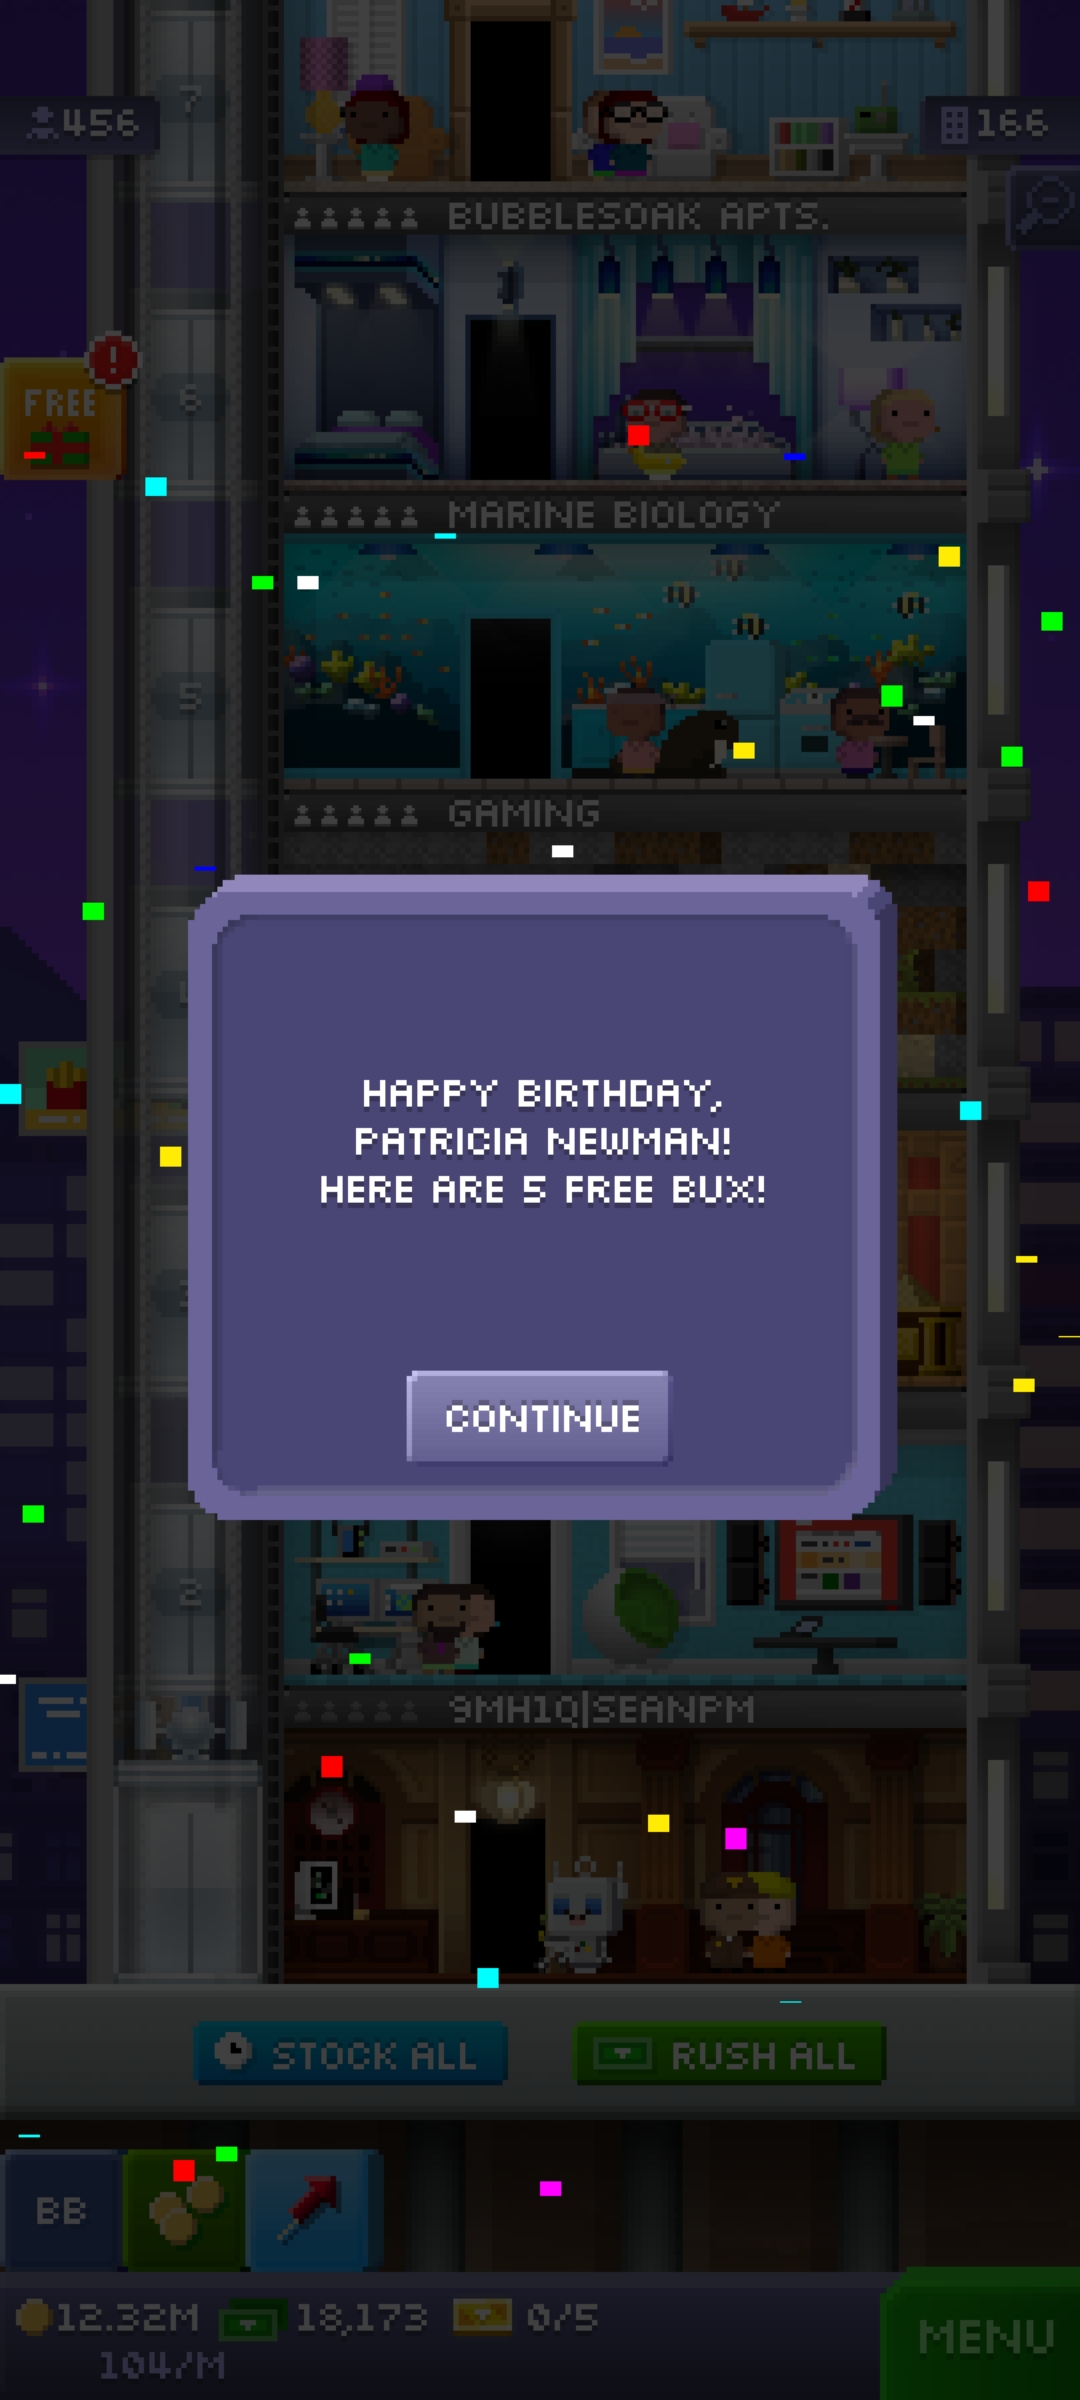 7
456
166
BUBBLESOAK APTS.
FREE
!
6
MARINE BIOLOGY
5
GAMING
HAPPY BIRTHDAY,
PATRICIA NEWMAN!
HERE ARE 5 FREE BUX!
CONTINUE
2
9MH1Q|SEANPM
STOCK ALL
RUSH ALL
BB
12.32M
18,173
0/5
104/M
MENU